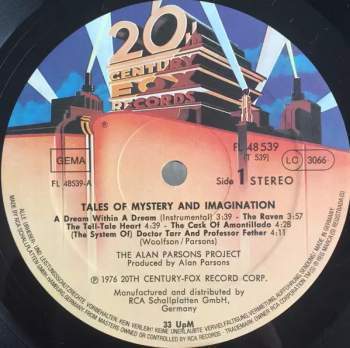 20th
CENTURY
FOX
RECORDS
FL 48 539
(T 539)
GEMA
LC 3066
FL 48539-A
Side 1 STEREO
TALES OF MYSTERY AND IMAGINATION
A Dream Within A Dream (Instrumental) 3:39 - The Raven 3:57
The Tell-Tale Heart 4:39 - The Cask Of Amontillado 4:28
(The System Of) Doctor Tarr And Professor Fether 4:11
(Woolfson / Parsons)
THE ALAN PARSONS PROJECT
Produced by Alan Parsons
℗ 1976 20TH CENTURY-FOX RECORD CORP.
Manufactured and distributed by
RCA Schallplatten GmbH,
Germany
33 UpM